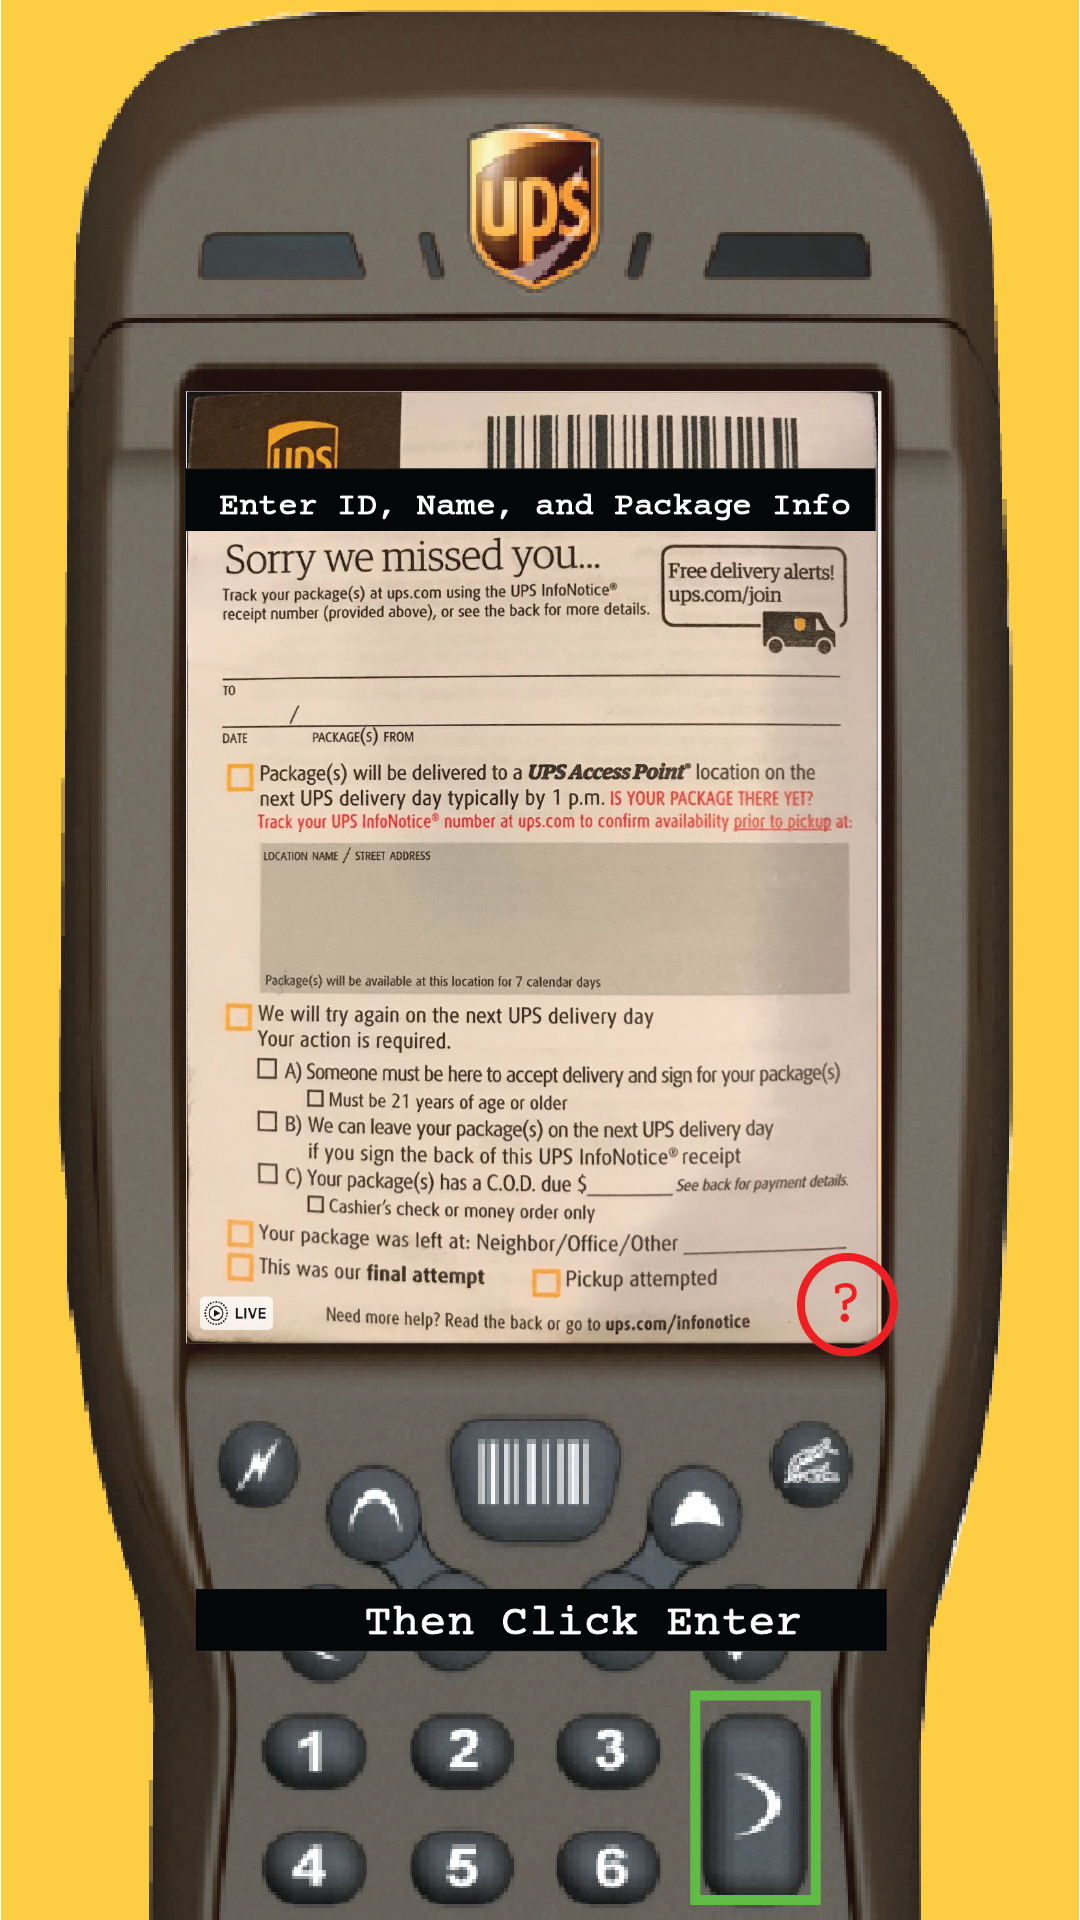 ups
ups
Enter ID, Name, and Package Info
Sorry we missed you...
Free delivery alerts!
ups.com/join
Track your package(s) at ups.com using the UPS InfoNotice®
receipt number (provided above), or see the back for more details.
TO
/
DATE PACKAGE(S) FROM
Package(s) will be delivered to a UPS Access Point® location on the
next UPS delivery day typically by 1 p.m. IS YOUR PACKAGE THERE YET?
Track your UPS InfoNotice® number at ups.com to confirm availability prior to pickup at:
LOCATION NAME / STREET ADDRESS
Package(s) will be available at this location for 7 calendar days
We will try again on the next UPS delivery day
Your action is required.
A) Someone must be here to accept delivery and sign for your package(s)
Must be 21 years of age or older
B) We can leave your package(s) on the next UPS delivery day
if you sign the back of this UPS InfoNotice® receipt
C) Your package(s) has a C.O.D. due $________ See back for payment details.
Cashier's check or money order only
Your package was left at: Neighbor/Office/Other ________
This was our final attempt Pickup attempted
?
LIVE
Need more help? Read the back or go to ups.com/infonotice
Then Click Enter
1 2 3
4 5 6